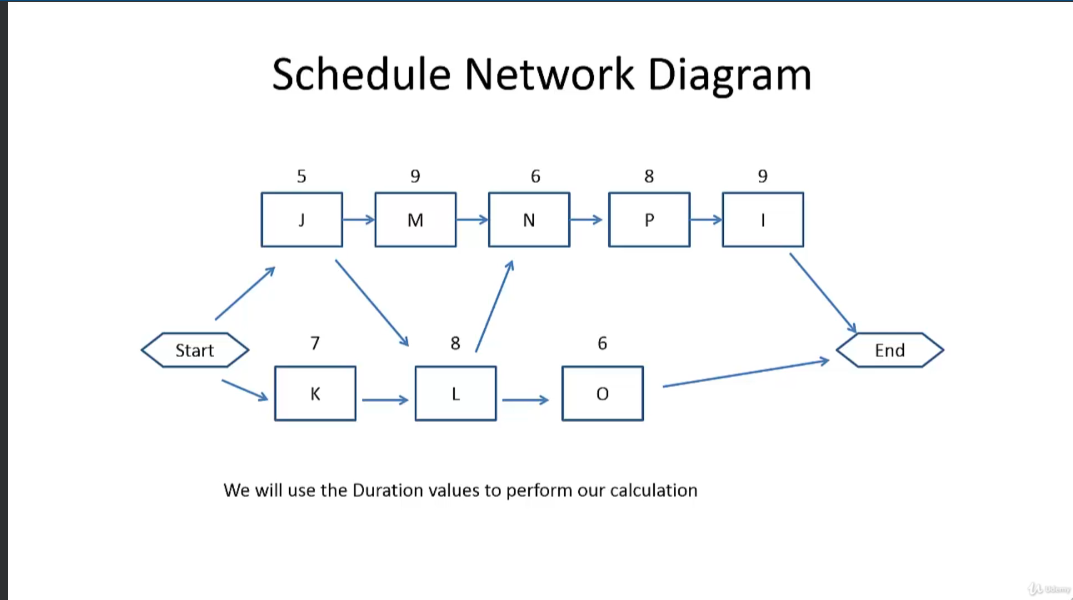 Schedule Network Diagram
5 9 6 8 9
J M N P I
Start 7 8 6 End
K L O
We will use the Duration values to perform our calculation
Udemy